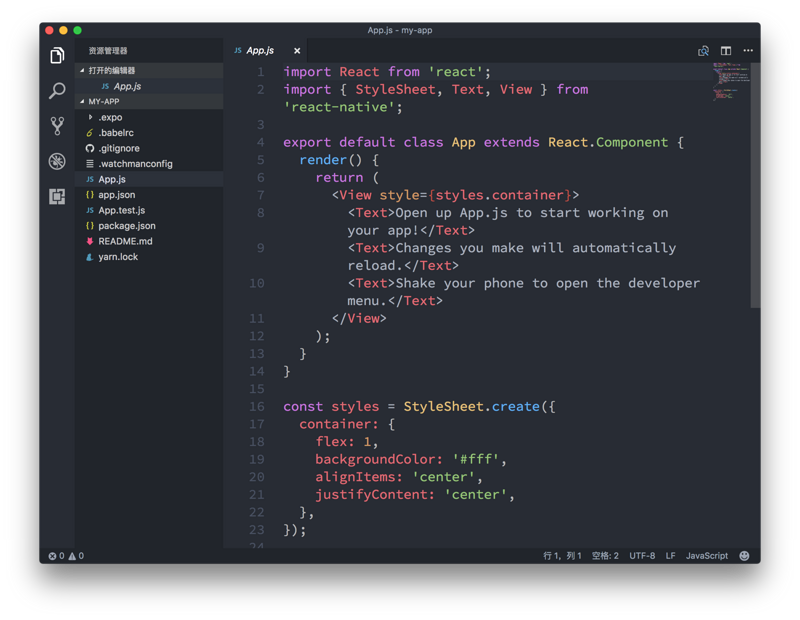 App.js - my-app
资源管理器
打开的编辑器
JS App.js
MY-APP
.expo
.babelrc
.gitignore
.watchmanconfig
JS App.js
{} app.json
JS App.test.js
{} package.json
README.md
yarn.lock
JS App.js ×
1 import React from 'react';
2 import { StyleSheet, Text, View } from
'react-native';
3
4 export default class App extends React.Component {
5 render() {
6 return (
7 <View style={styles.container}>
8 <Text>Open up App.js to start working on
your app!</Text>
9 <Text>Changes you make will automatically
reload.</Text>
10 <Text>Shake your phone to open the developer
menu.</Text>
11 </View>
12 );
13 }
14 }
15
16 const styles = StyleSheet.create({
17 container: {
18 flex: 1,
19 backgroundColor: '#fff',
20 alignItems: 'center',
21 justifyContent: 'center',
22 },
23 });
24
0 0 行 1，列 1 空格: 2 UTF-8 LF JavaScript